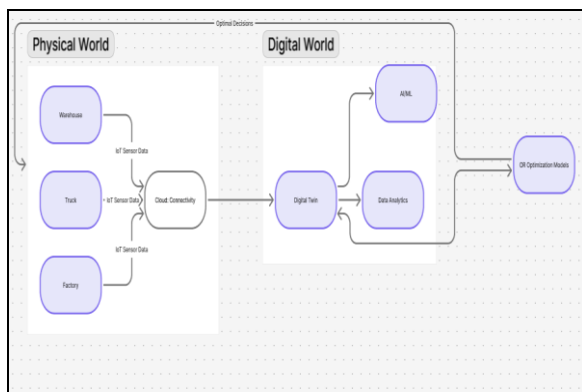 Optimal Decisions
Physical World
Digital World
AI/ML
Warehouse
IoT Sensor Data
OR Optimization Models
Truck
IoT Sensor Data
Cloud: Connectivity
Digital Twin
Data Analytics
IoT Sensor Data
Factory